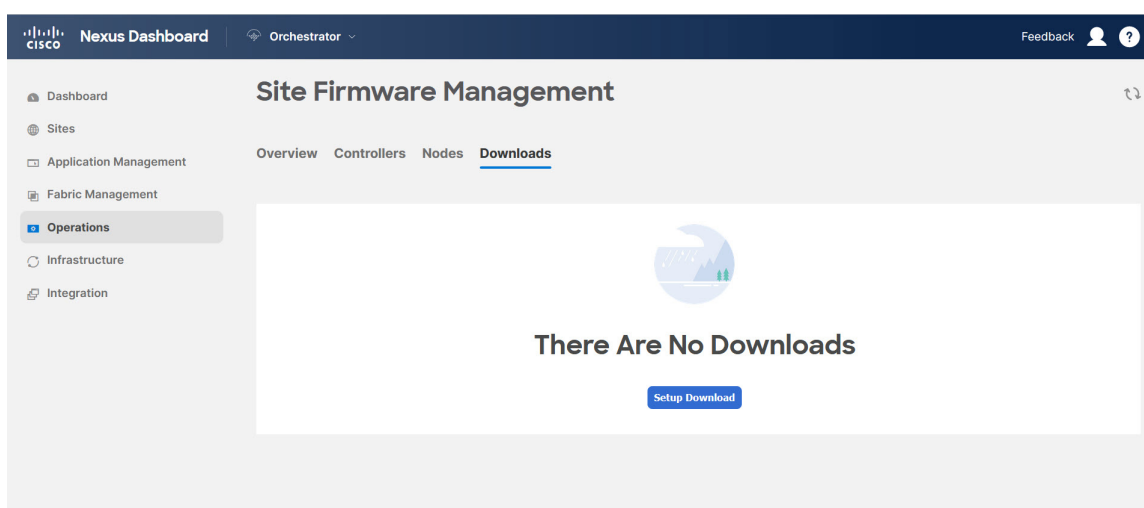 CISCO Nexus Dashboard Orchestrator Feedback ?
Site Firmware Management
Dashboard
Sites
Application Management
Fabric Management
Operations
Infrastructure
Integration
Overview Controllers Nodes Downloads
There Are No Downloads
Setup Download